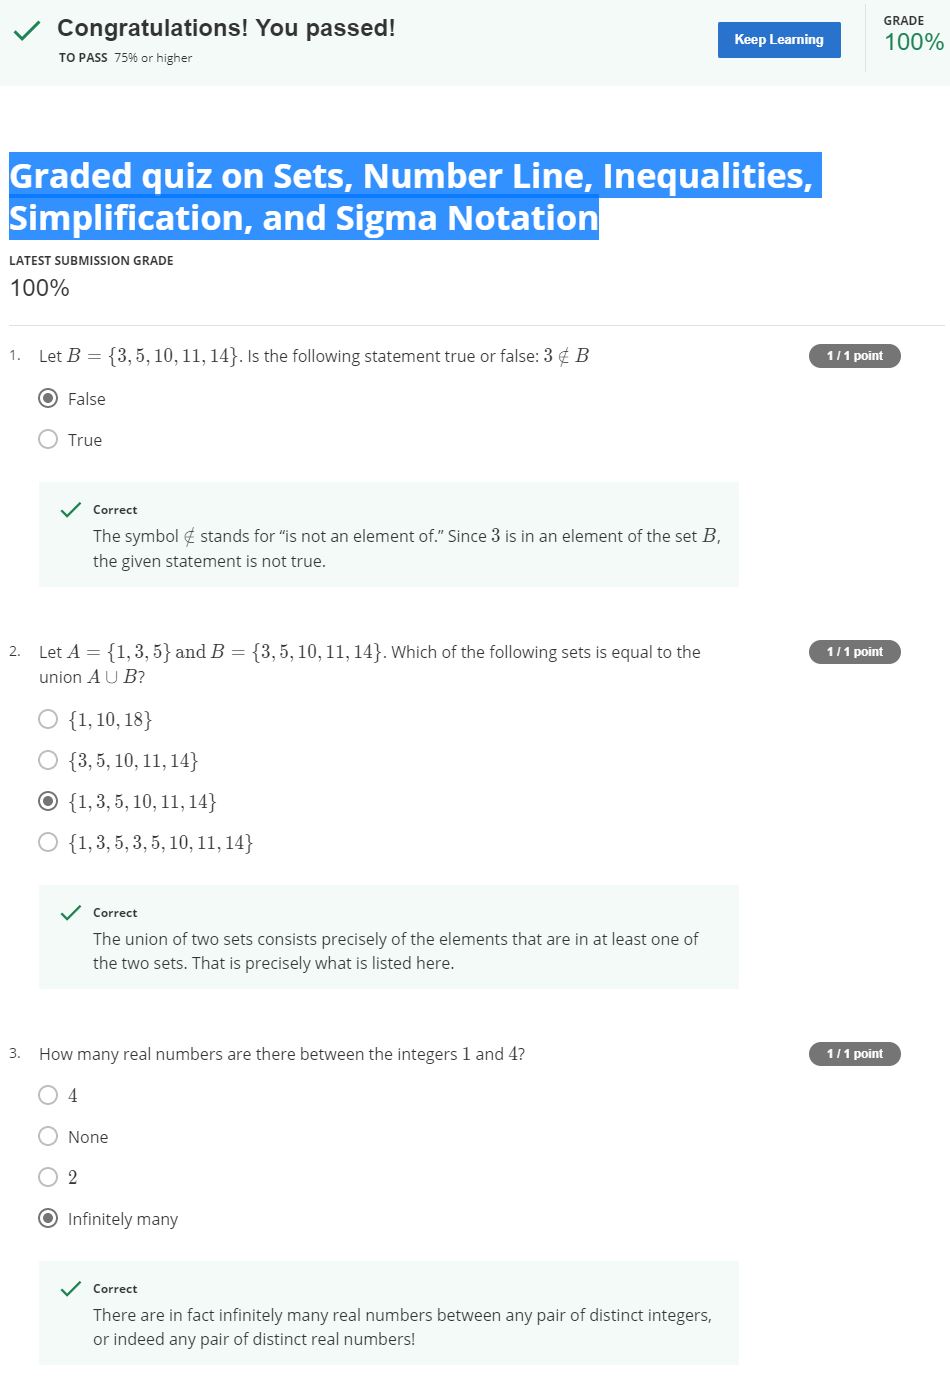 Congratulations! You passed!
TO PASS 75% or higher
Keep Learning
GRADE
100%
Graded quiz on Sets, Number Line, Inequalities,
Simplification, and Sigma Notation
LATEST SUBMISSION GRADE
100%
1. Let B = {3, 5, 10, 11, 14}. Is the following statement true or false: 3 ∉ B
1 / 1 point
False
True
Correct
The symbol ∉ stands for “is not an element of.” Since 3 is in an element of the set B,
the given statement is not true.
2. Let A = {1, 3, 5} and B = {3, 5, 10, 11, 14}. Which of the following sets is equal to the
union A ∪ B?
1 / 1 point
{1, 10, 18}
{3, 5, 10, 11, 14}
{1, 3, 5, 10, 11, 14}
{1, 3, 5, 3, 5, 10, 11, 14}
Correct
The union of two sets consists precisely of the elements that are in at least one of
the two sets. That is precisely what is listed here.
3. How many real numbers are there between the integers 1 and 4?
1 / 1 point
4
None
2
Infinitely many
Correct
There are in fact infinitely many real numbers between any pair of distinct integers,
or indeed any pair of distinct real numbers!